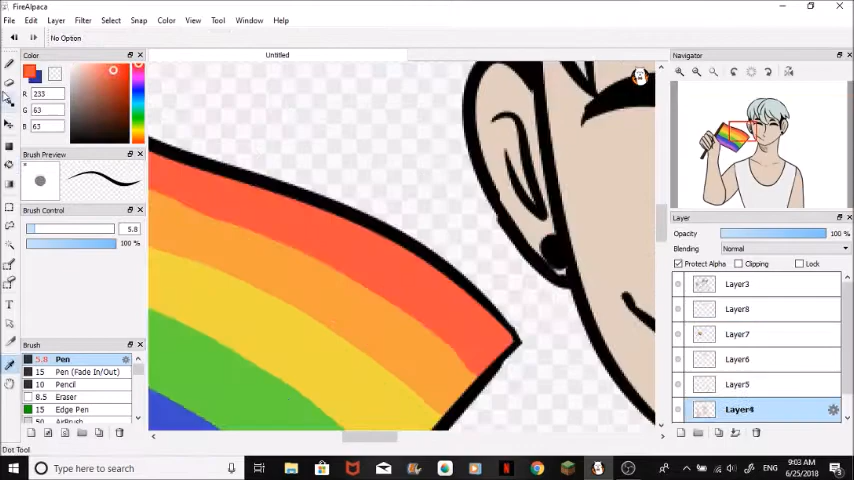 FireAlpaca
File Edit Layer Filter Select Snap Color View Tool Window Help
No Option
Color
Untitled
Navigator
R 233
G 63
B 63
Brush Preview
Brush Control
5.8
100 %
Layer
Opacity 100 %
Blending Normal
Protect Alpha Clipping Lock
Layer3
Layer8
Layer7
Layer6
Layer5
Layer4
Brush
5.8 Pen
15 Pen (Fade In/Out)
10 Pencil
8.5 Eraser
15 Edge Pen
50 AirBrush
Dot Tool
Type here to search
ENG
9:03 AM
6/25/2018
3